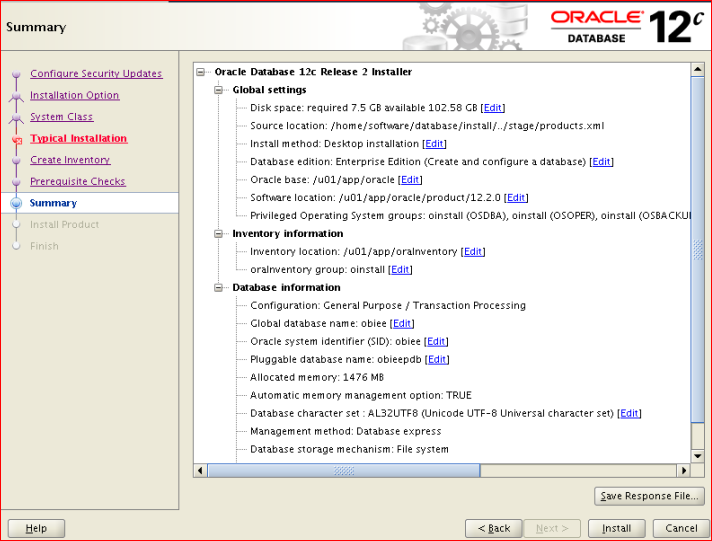 Summary
ORACLE
DATABASE
12c
Configure Security Updates
Installation Option
System Class
Typical Installation
Create Inventory
Prerequisite Checks
Summary
Install Product
Finish
Oracle Database 12c Release 2 Installer
Global settings
Disk space: required 7.5 GB available 102.58 GB [Edit]
Source location: /home/software/database/install/../stage/products.xml
Install method: Desktop installation [Edit]
Database edition: Enterprise Edition (Create and configure a database) [Edit]
Oracle base: /u01/app/oracle [Edit]
Software location: /u01/app/oracle/product/12.2.0 [Edit]
Privileged Operating System groups: oinstall (OSDBA), oinstall (OSOPER), oinstall (OSBACKU
Inventory information
Inventory location: /u01/app/oraInventory [Edit]
oraInventory group: oinstall [Edit]
Database information
Configuration: General Purpose / Transaction Processing
Global database name: obiee [Edit]
Oracle system identifier (SID): obiee [Edit]
Pluggable database name: obieepdb [Edit]
Allocated memory: 1476 MB
Automatic memory management option: TRUE
Database character set : AL32UTF8 (Unicode UTF-8 Universal character set) [Edit]
Management method: Database express
Database storage mechanism: File system
Save Response File...
Help
< Back
Next >
Install
Cancel